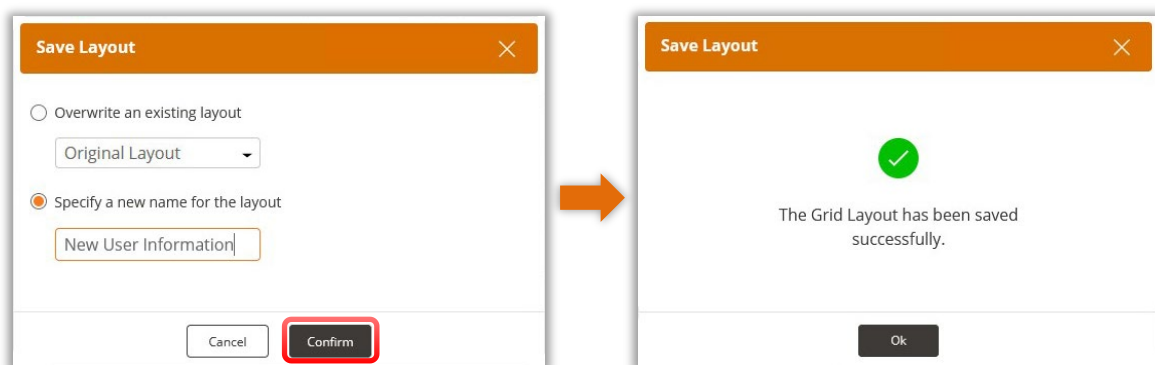 Save Layout
Overwrite an existing layout
Original Layout
Specify a new name for the layout
New User Information
Cancel
Confirm
Save Layout
The Grid Layout has been saved
successfully.
Ok